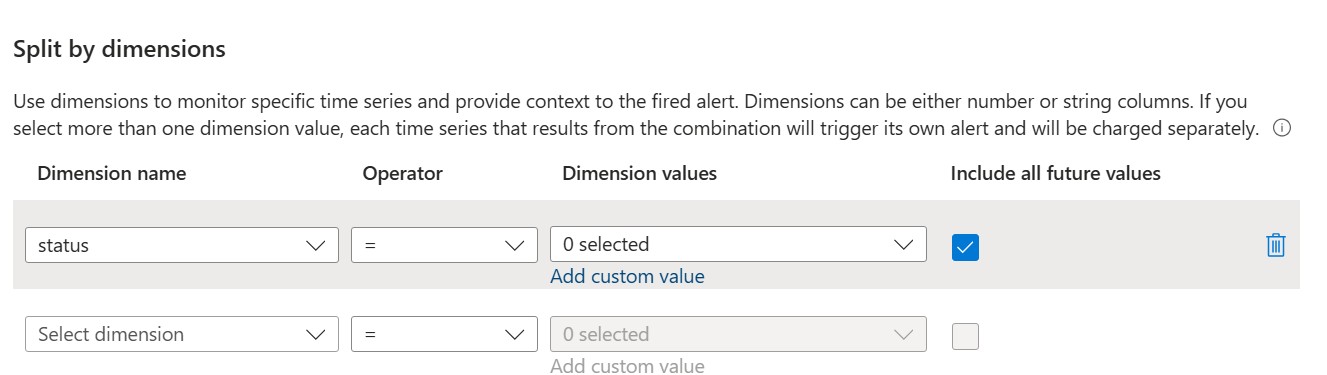 Split by dimensions
Use dimensions to monitor specific time series and provide context to the fired alert. Dimensions can be either number or string columns. If you
select more than one dimension value, each time series that results from the combination will trigger its own alert and will be charged separately.
Dimension name Operator Dimension values Include all future values
status = 0 selected
Add custom value
Select dimension = 0 selected
Add custom value